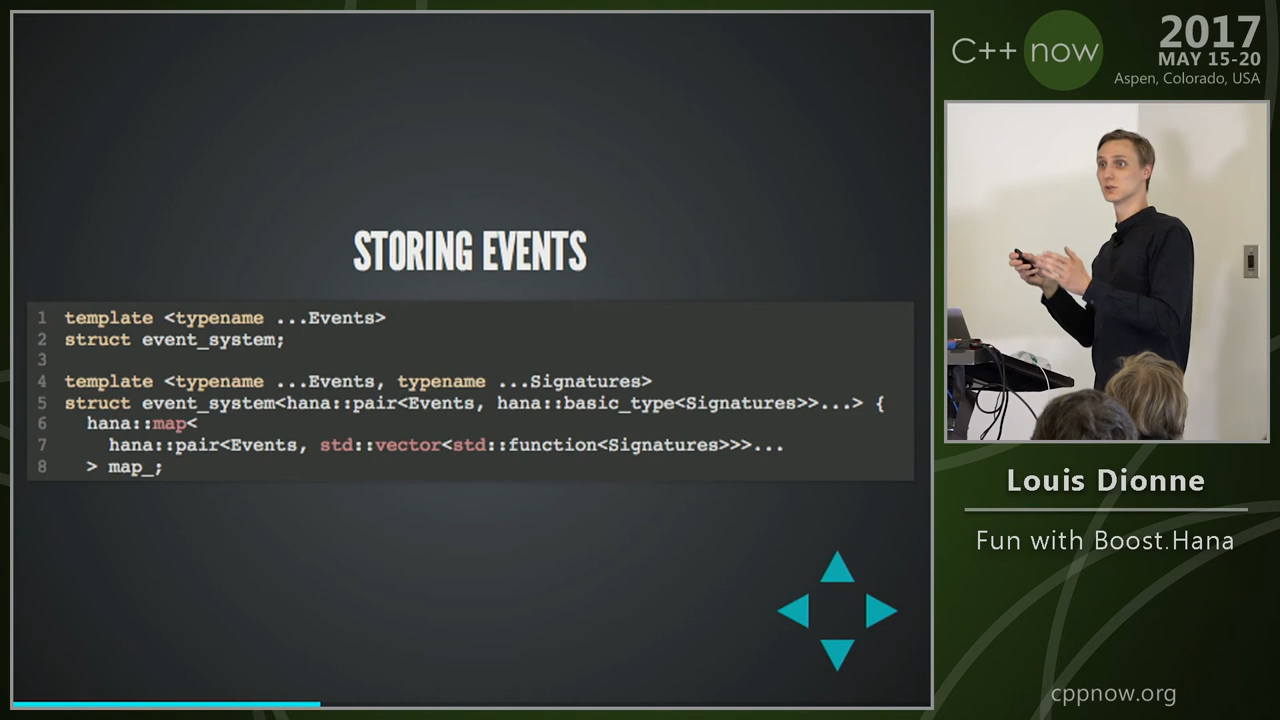 STORING EVENTS
1 template <typename ...Events>
2 struct event_system;
3
4 template <typename ...Events, typename ...Signatures>
5 struct event_system<hana::pair<Events, hana::basic_type<Signatures>>...> {
6   hana::map<
7     hana::pair<Events, std::vector<std::function<Signatures>>>...
8   > map_;
C++ now
2017
MAY 15-20
Aspen, Colorado, USA
Louis Dionne
Fun with Boost.Hana
cppnow.org